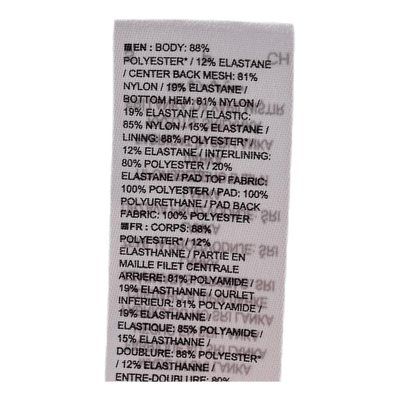 EN : BODY: 88%
POLYESTER* / 12% ELASTANE
/ CENTER BACK MESH: 81%
NYLON / 19% ELASTANE /
BOTTOM HEM: 81% NYLON /
19% ELASTANE / ELASTIC:
85% NYLON / 15% ELASTANE /
LINING: 88% POLYESTER* /
12% ELASTANE / INTERLINING:
80% POLYESTER / 20%
ELASTANE / PAD TOP FABRIC:
100% POLYESTER / PAD: 100%
POLYURETHANE / PAD BACK
FABRIC: 100% POLYESTER
FR : CORPS: 88%
POLYESTER* / 12%
ELASTHANNE / PARTIE EN
MAILLE FILET CENTRALE
ARRIERE: 81% POLYAMIDE /
19% ELASTHANNE / OURLET
INFERIEUR: 81% POLYAMIDE /
19% ELASTHANNE /
ELASTIQUE: 85% POLYAMIDE /
15% ELASTHANNE /
DOUBLURE: 88% POLYESTER*
/ 12% ELASTHANNE /
ENTRE-DOUBLURE: 80%